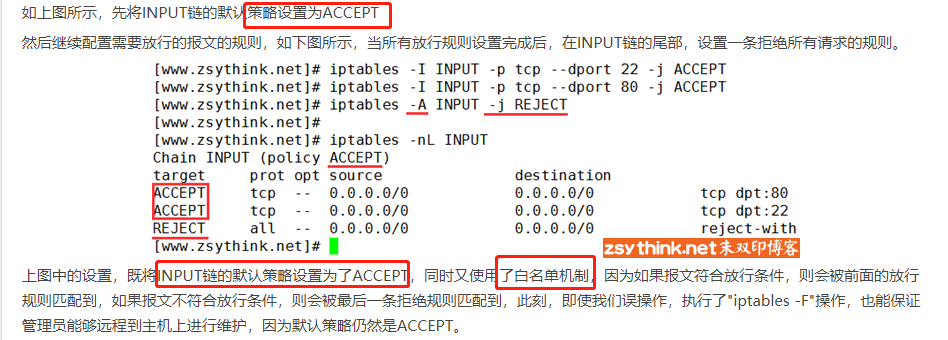 如上图所示，先将INPUT链的默认策略设置为ACCEPT
然后继续配置需要放行的报文的规则，如下图所示，当所有放行规则设置完成后，在INPUT链的尾部，设置一条拒绝所有请求的规则。
[www.zsythink.net]# iptables -I INPUT -p tcp --dport 22 -j ACCEPT
[www.zsythink.net]# iptables -I INPUT -p tcp --dport 80 -j ACCEPT
[www.zsythink.net]# iptables -A INPUT -j REJECT
[www.zsythink.net]#
[www.zsythink.net]# iptables -nL INPUT
Chain INPUT (policy ACCEPT)
target prot opt source destination
ACCEPT tcp -- 0.0.0.0/0 0.0.0.0/0 tcp dpt:80
ACCEPT tcp -- 0.0.0.0/0 0.0.0.0/0 tcp dpt:22
REJECT all -- 0.0.0.0/0 0.0.0.0/0 reject-with
[www.zsythink.net]#
zsythink.net朱双印博客
上图中的设置，既将INPUT链的默认策略设置为了ACCEPT，同时又使用了白名单机制，因为如果报文符合放行条件，则会被前面的放行
规则匹配到，如果报文不符合放行条件，则会被最后一条拒绝规则匹配到，此刻，即使我们误操作，执行了"iptables -F"操作，也能保证
管理员能够远程到主机上进行维护，因为默认策略仍然是ACCEPT。